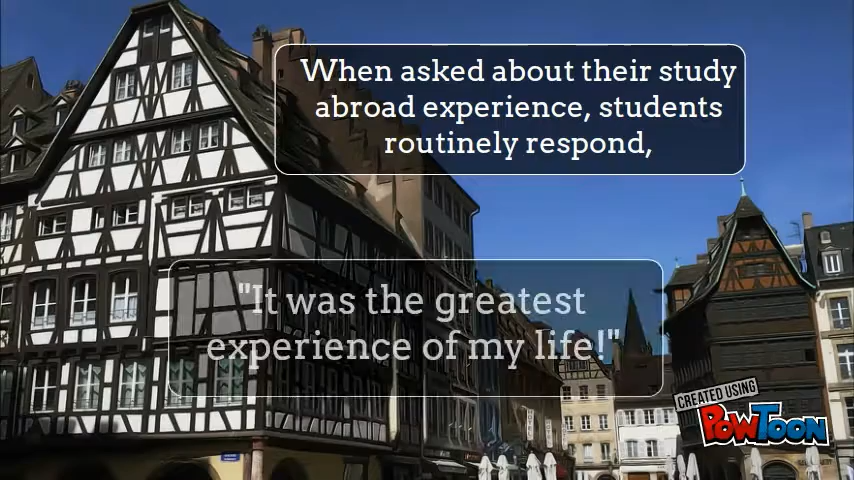 When asked about their study
abroad experience, students
routinely respond,
"It was the greatest
experience of my life!"
CREATED USING
PowToon